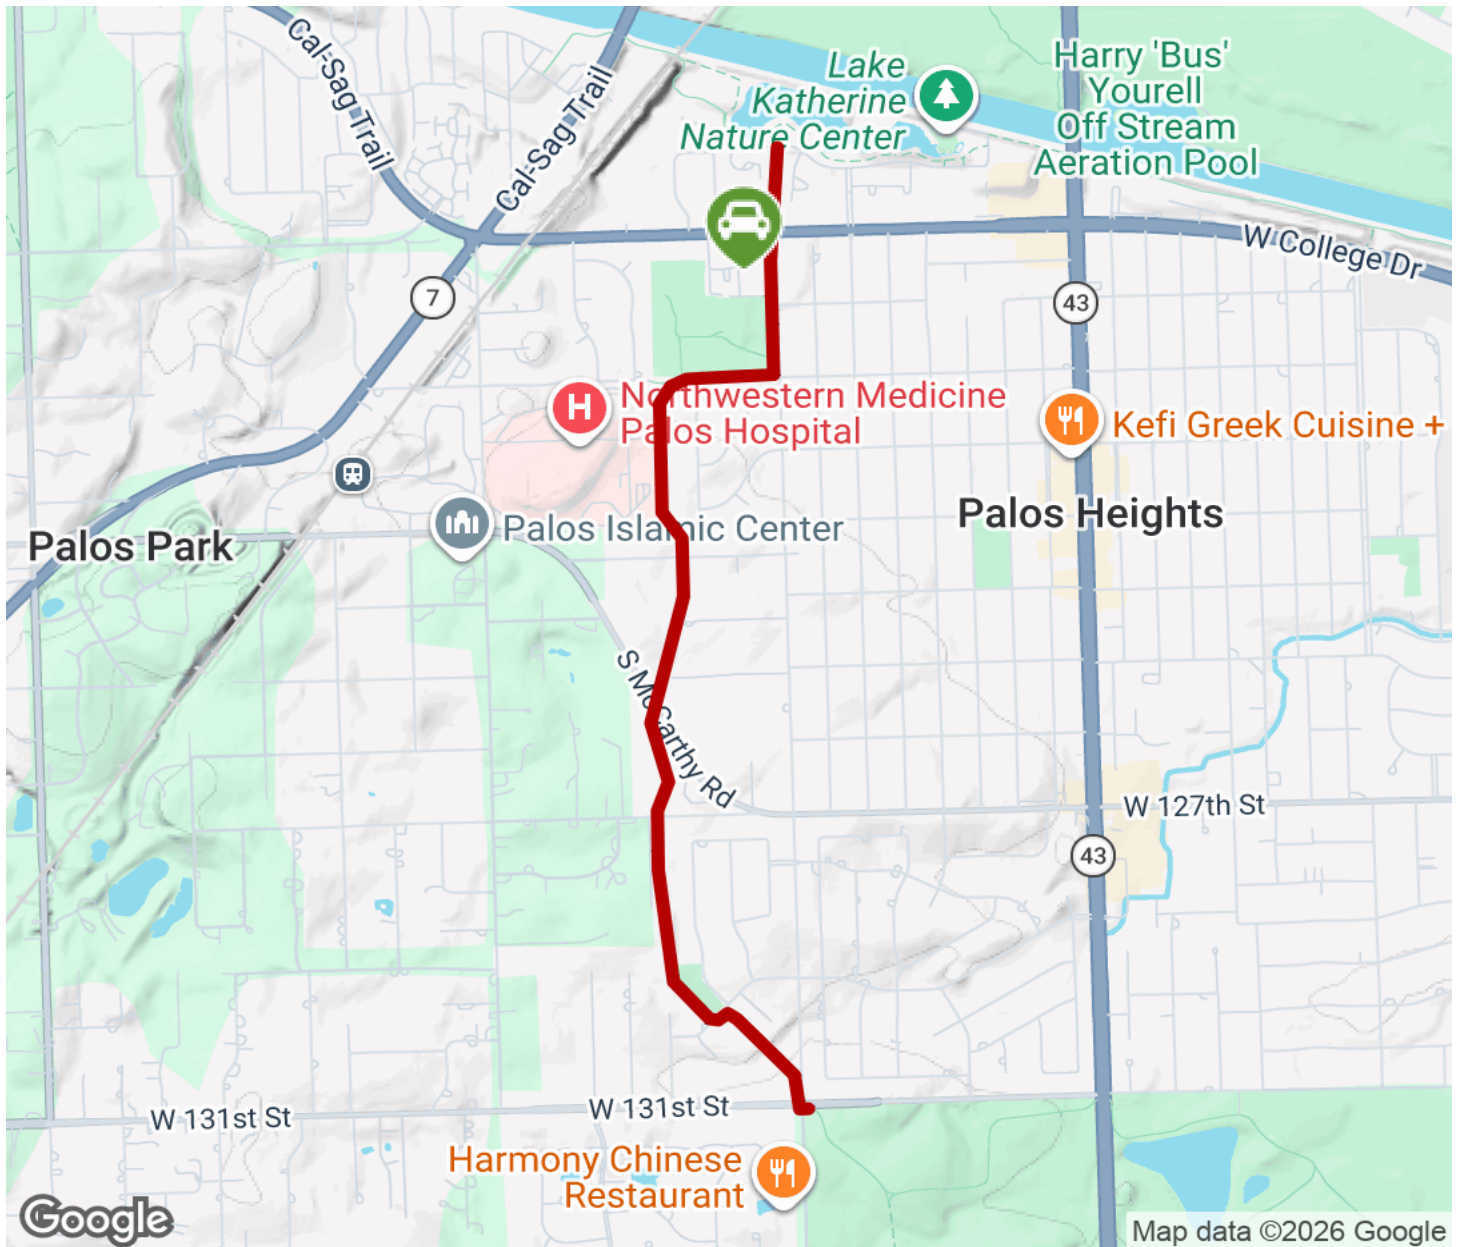 Cal-Sag Trail
Cal-Sag Trail
Lake
Katherine
Nature Center
Harry 'Bus'
Yourell
Off Stream
Aeration Pool
W College Dr
7
43
Northwestern Medicine
Palos Hospital
H
Kefi Greek Cuisine +
Palos Heights
Palos Islamic Center
Palos Park
S McCarthy Rd
W 127th St
43
W 131st St
W 131st St
Harmony Chinese
Restaurant
Google
Map data ©2026 Google